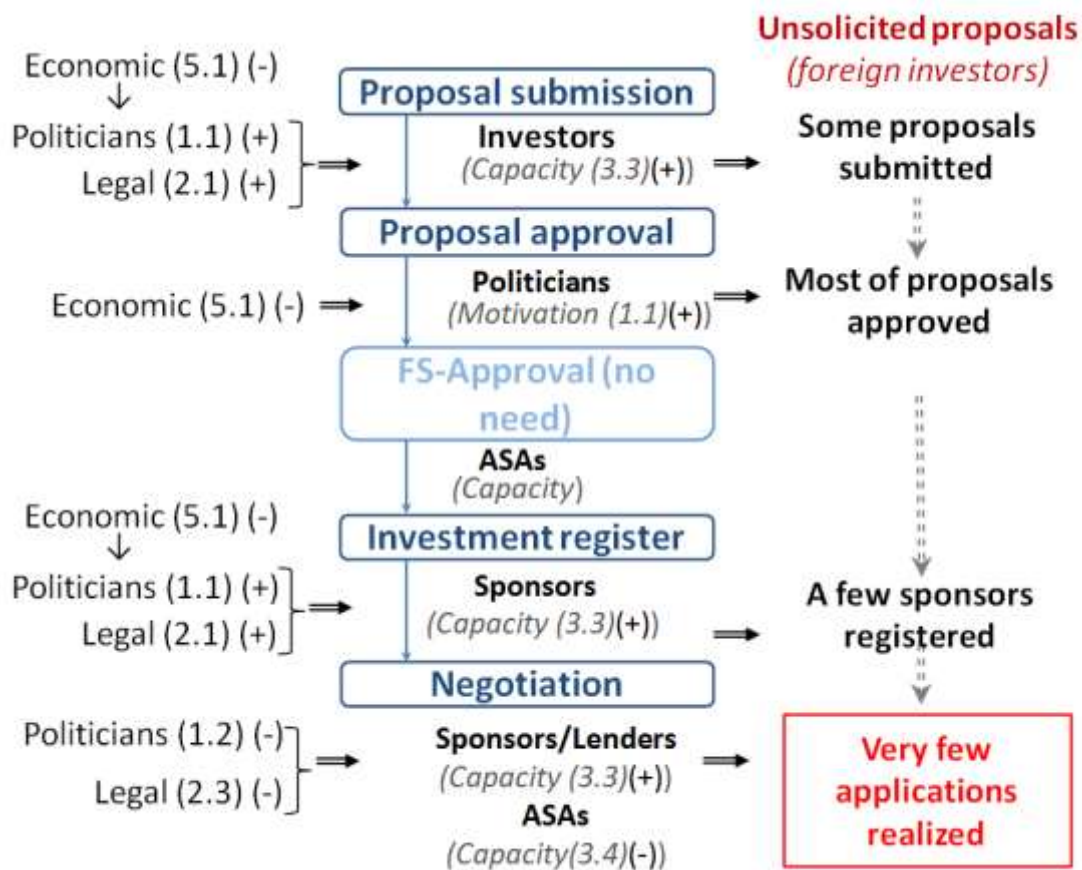 Unsolicited proposals
(foreign investors)
Economic (5.1) (-)
Politicians (1.1) (+)
Legal (2.1) (+)
Proposal submission
Investors
(Capacity (3.3)(+))
Some proposals
submitted
Proposal approval
Economic (5.1) (-)
Politicians
(Motivation (1.1)(+))
Most of proposals
approved
FS-Approval (no
need)
ASAs
(Capacity)
Economic (5.1) (-)
Politicians (1.1) (+)
Legal (2.1) (+)
Investment register
Sponsors
(Capacity (3.3)(+))
A few sponsors
registered
Negotiation
Politicians (1.2) (-)
Legal (2.3) (-)
Sponsors/Lenders
(Capacity (3.3)(+))
ASAs
(Capacity(3.4)(-))
Very few
applications
realized